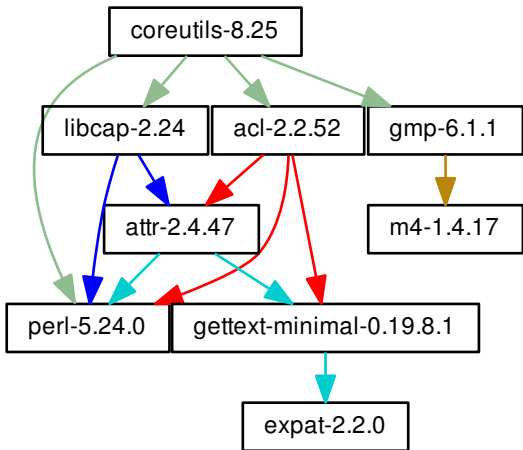 coreutils-8.25
libcap-2.24
acl-2.2.52
gmp-6.1.1
attr-2.4.47
m4-1.4.17
perl-5.24.0
gettext-minimal-0.19.8.1
expat-2.2.0